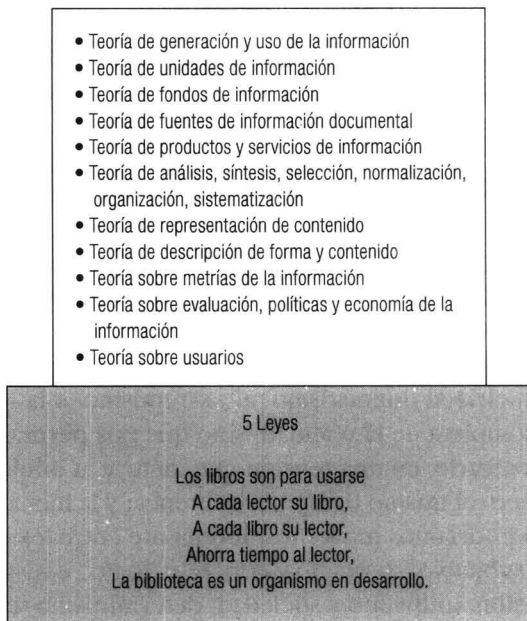 • Teoría de generación y uso de la información
• Teoría de unidades de información
• Teoría de fondos de información
• Teoría de fuentes de información documental
• Teoría de productos y servicios de información
• Teoría de análisis, síntesis, selección, normalización,
organización, sistematización
• Teoría de representación de contenido
• Teoría de descripción de forma y contenido
• Teoría sobre metrías de la información
• Teoría sobre evaluación, políticas y economía de la
información
• Teoría sobre usuarios
5 Leyes
Los libros son para usarse
A cada lector su libro,
A cada libro su lector,
Ahorra tiempo al lector,
La biblioteca es un organismo en desarrollo.